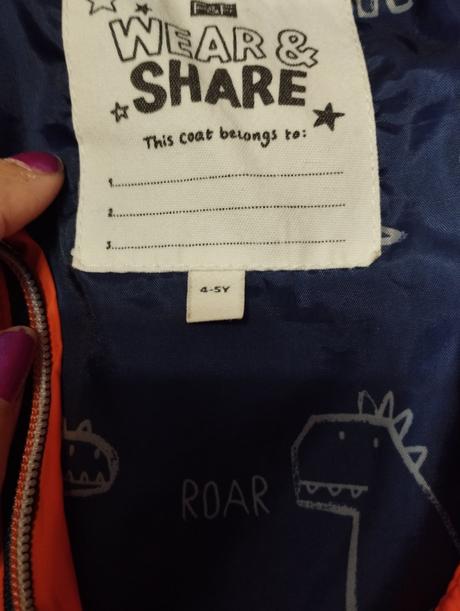 F&F
WEAR &
SHARE
This coat belongs to:
1.
2.
3.
4-5Y
ROAR